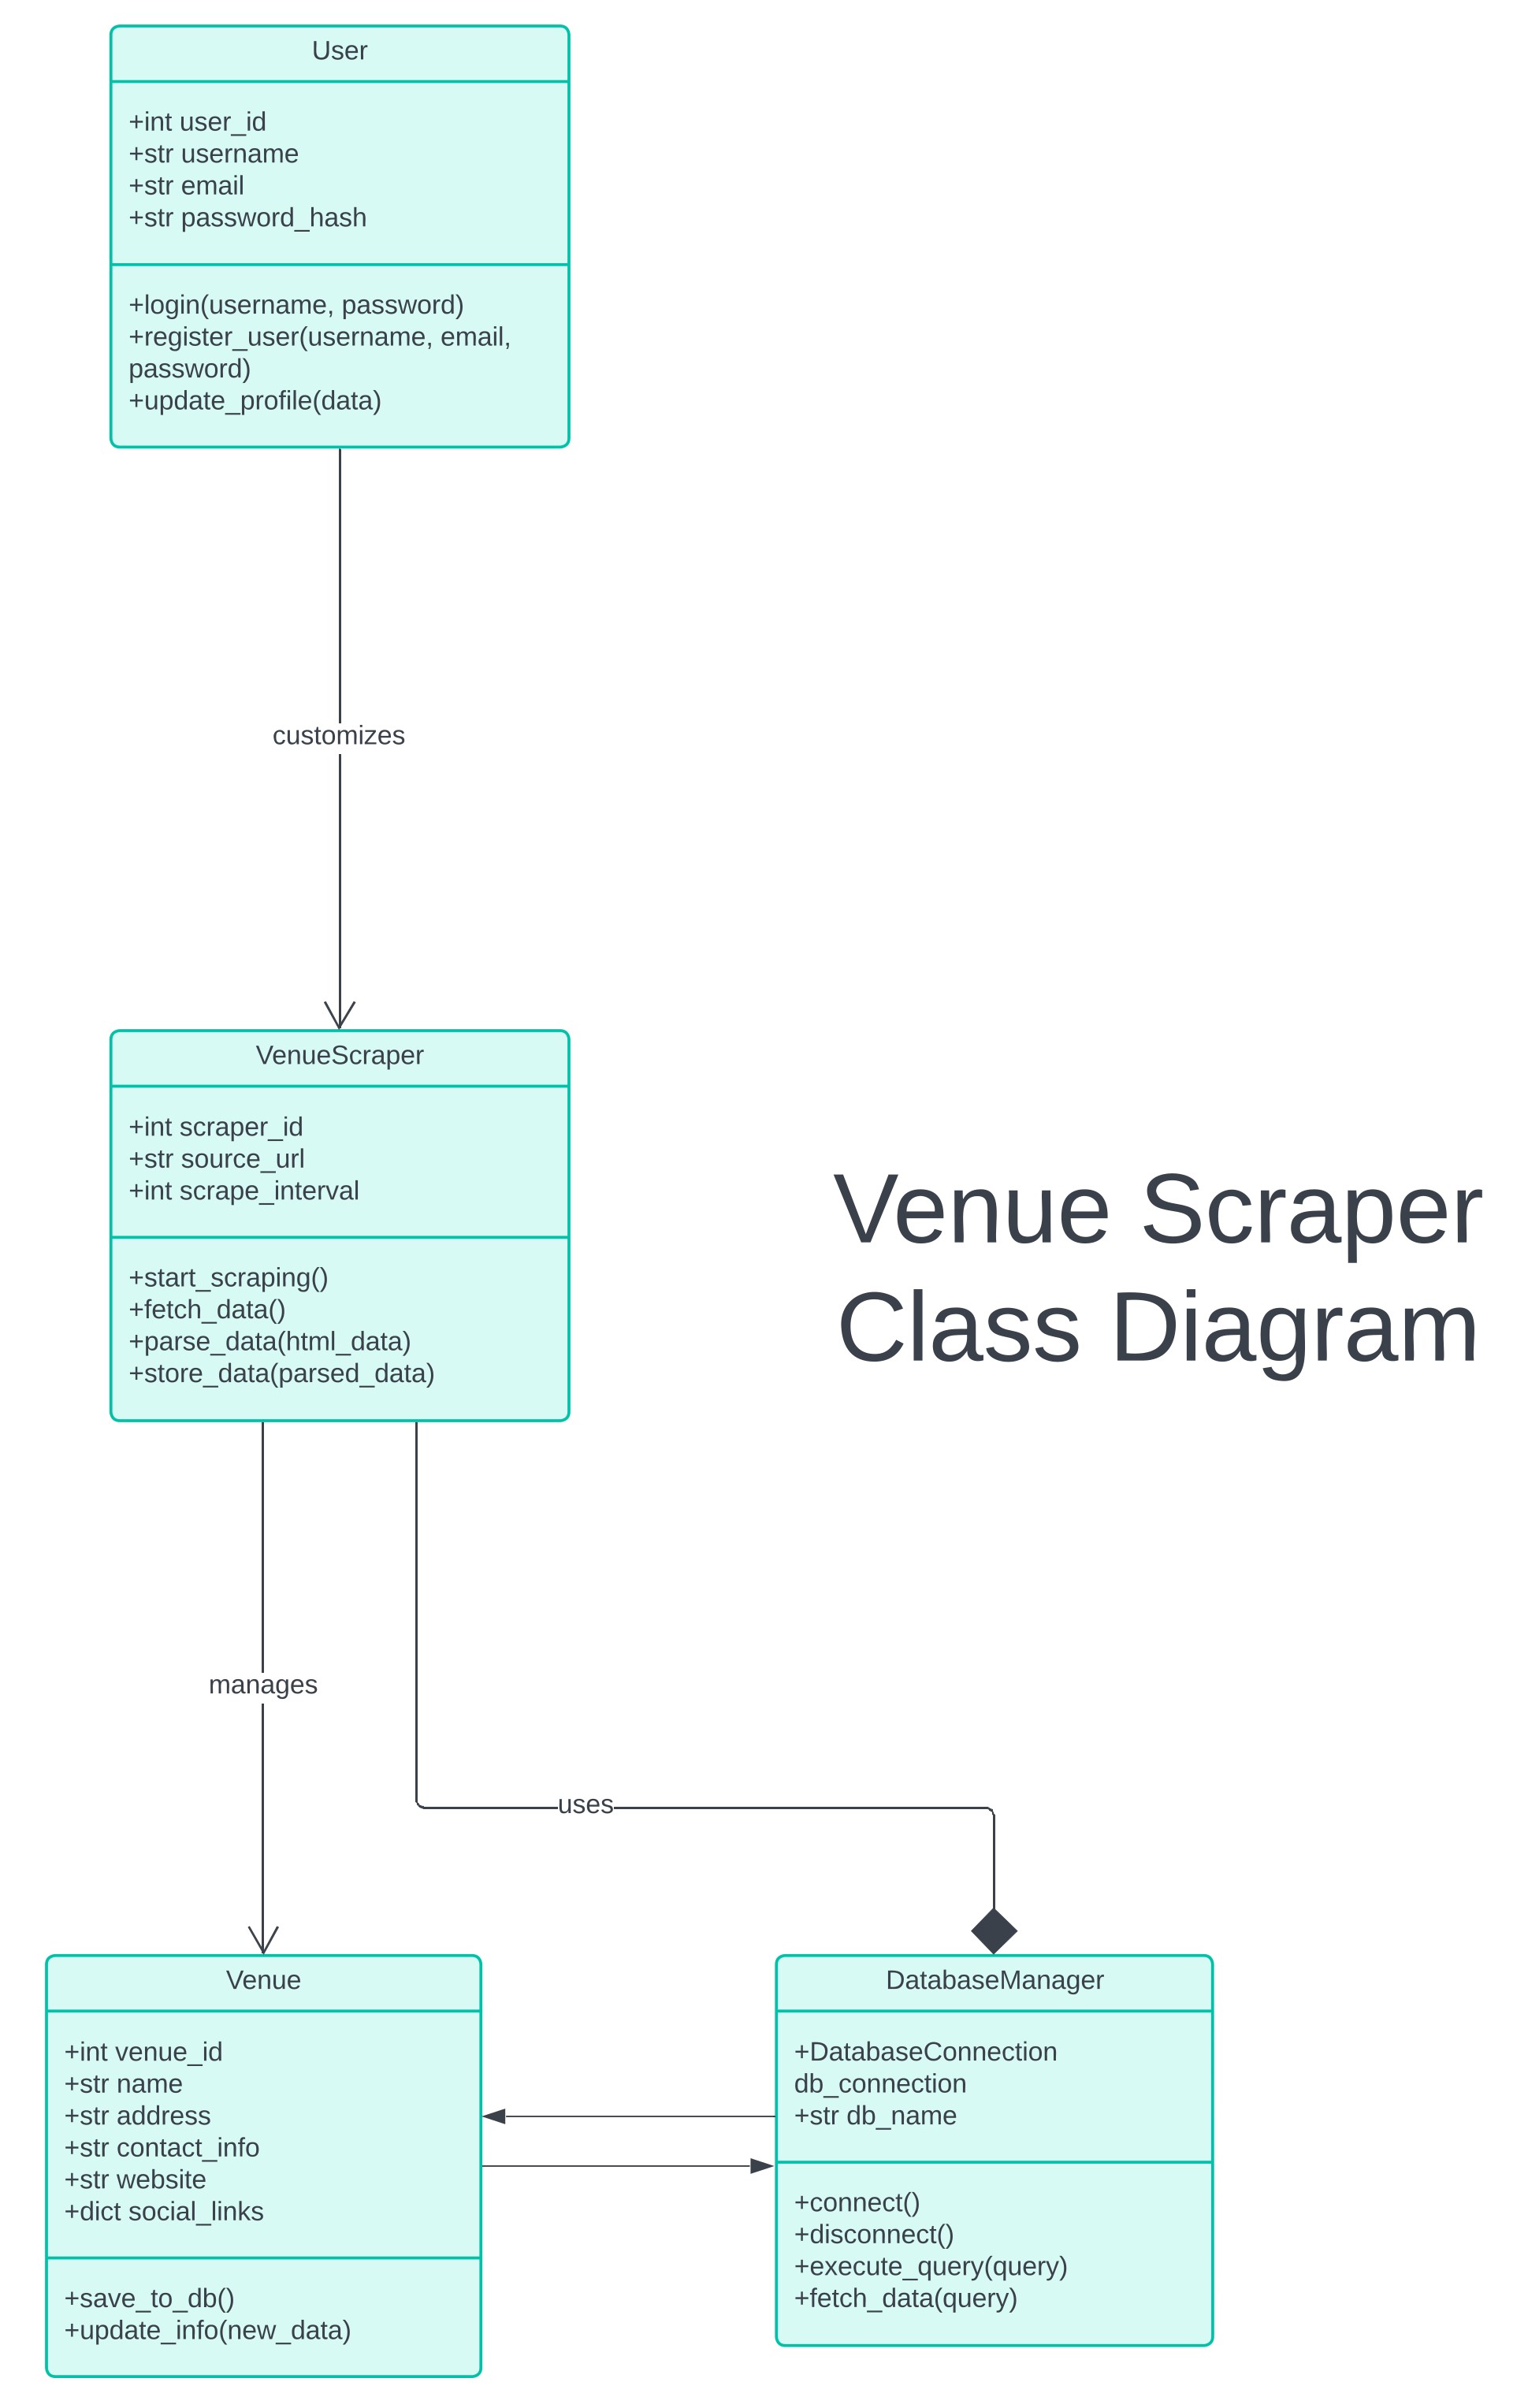 User
+int user_id
+str username
+str email
+str password_hash
+login(username, password)
+register_user(username, email,
password)
+update_profile(data)
customizes
VenueScraper
+int scraper_id
+str source_url
+int scrape_interval
+start_scraping()
+fetch_data()
+parse_data(html_data)
+store_data(parsed_data)
Venue Scraper
Class Diagram
manages
uses
Venue
+int venue_id
+str name
+str address
+str contact_info
+str website
+dict social_links
+save_to_db()
+update_info(new_data)
DatabaseManager
+DatabaseConnection
db_connection
+str db_name
+connect()
+disconnect()
+execute_query(query)
+fetch_data(query)